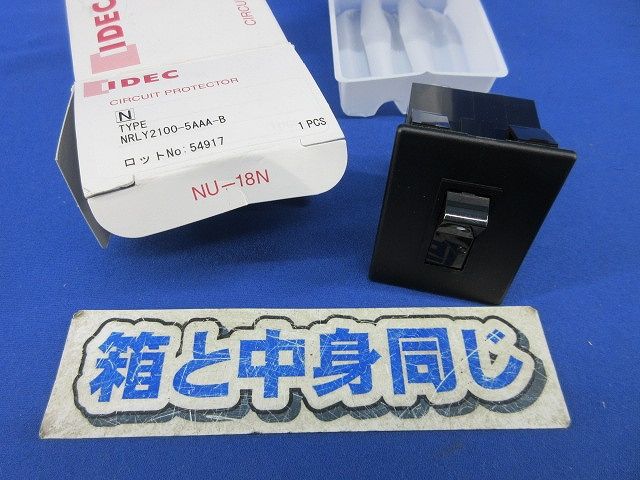 IDEC
CIRCUIT
IDEC
CIRCUIT PROTECTOR
N
TYPE
NRLY2100-5AAA-B
1 PCS
ロットNo: 54917
NU-18N
箱と中身同じ